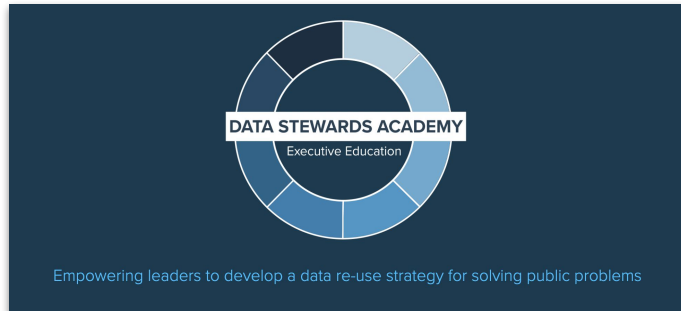 DATA STEWARDS ACADEMY
Executive Education
Empowering leaders to develop a data re-use strategy for solving public problems